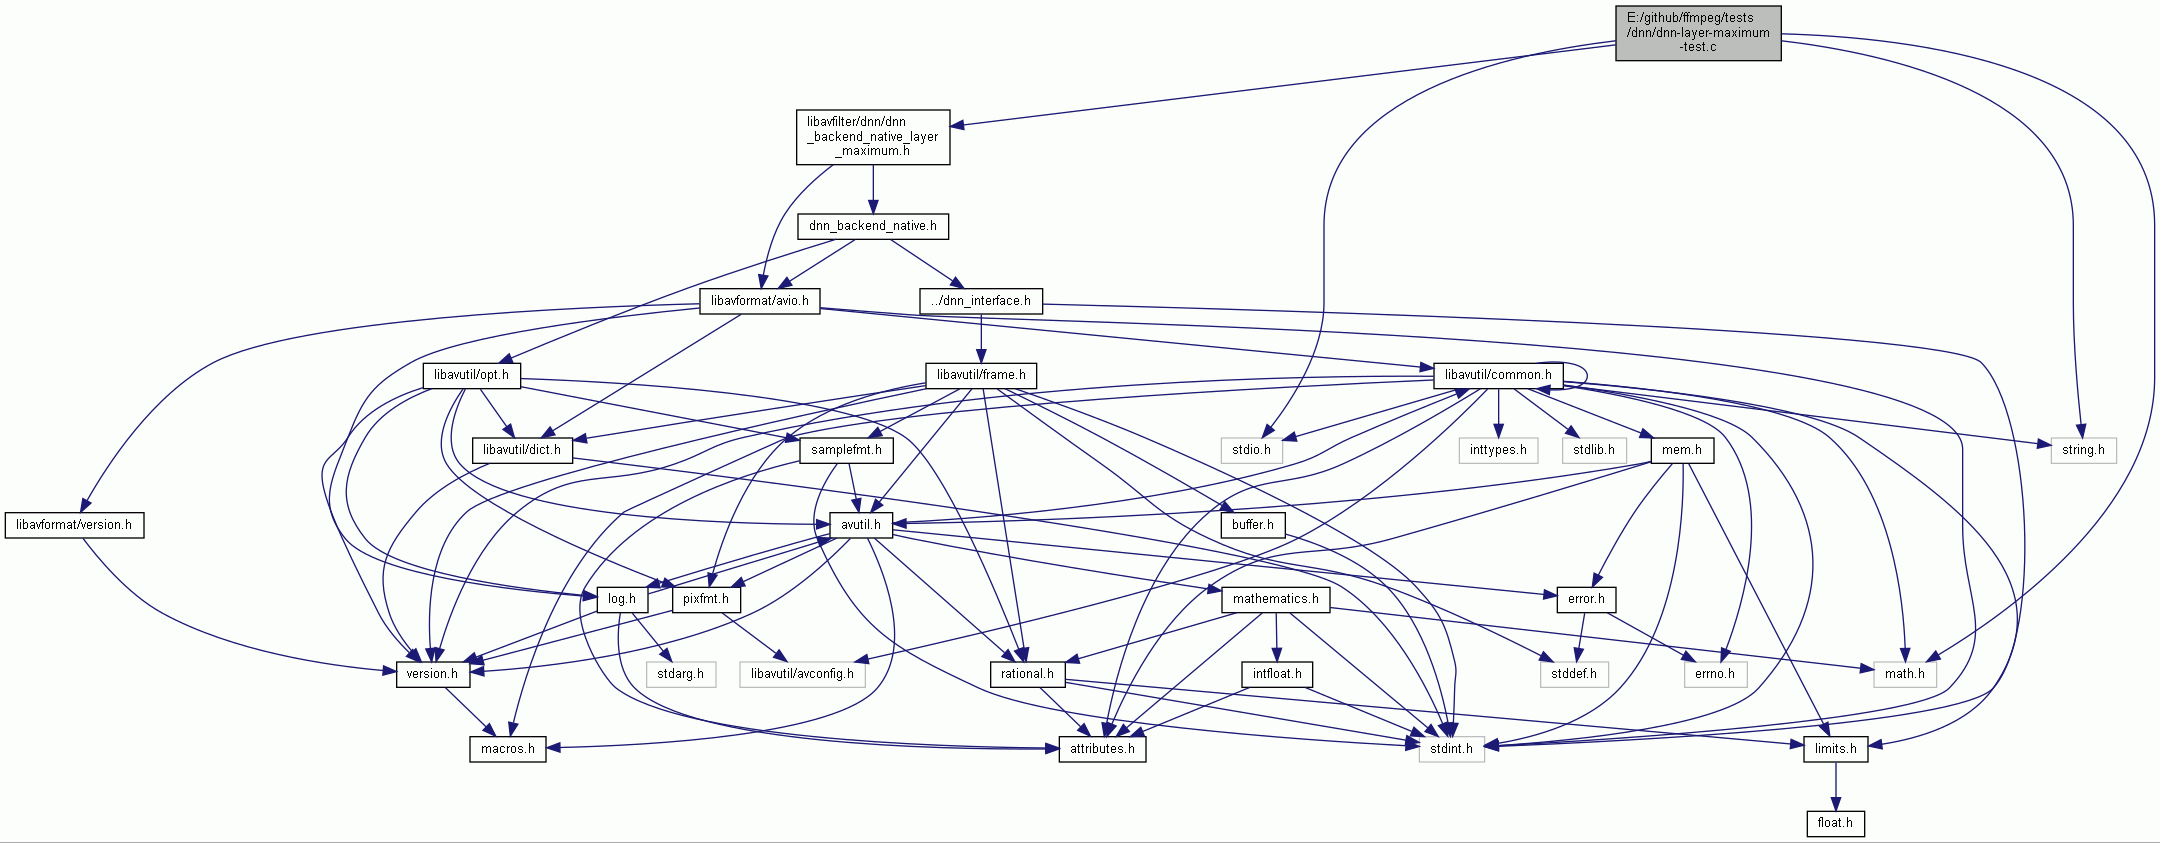 E:/github/ffmpeg/tests
/dnn/dnn-layer-maximum
-test.c
libavfilter/dnn/dnn
_backend_native_layer
_maximum.h
dnn_backend_native.h
libavformat/avio.h
../dnn_interface.h
libavutil/opt.h
libavutil/frame.h
libavutil/common.h
libavutil/dict.h
samplefmt.h
stdio.h
inttypes.h
stdlib.h
mem.h
string.h
libavformat/version.h
avutil.h
buffer.h
log.h
pixfmt.h
mathematics.h
error.h
version.h
stdarg.h
libavutil/avconfig.h
rational.h
intfloat.h
stddef.h
errno.h
math.h
macros.h
attributes.h
stdint.h
limits.h
float.h